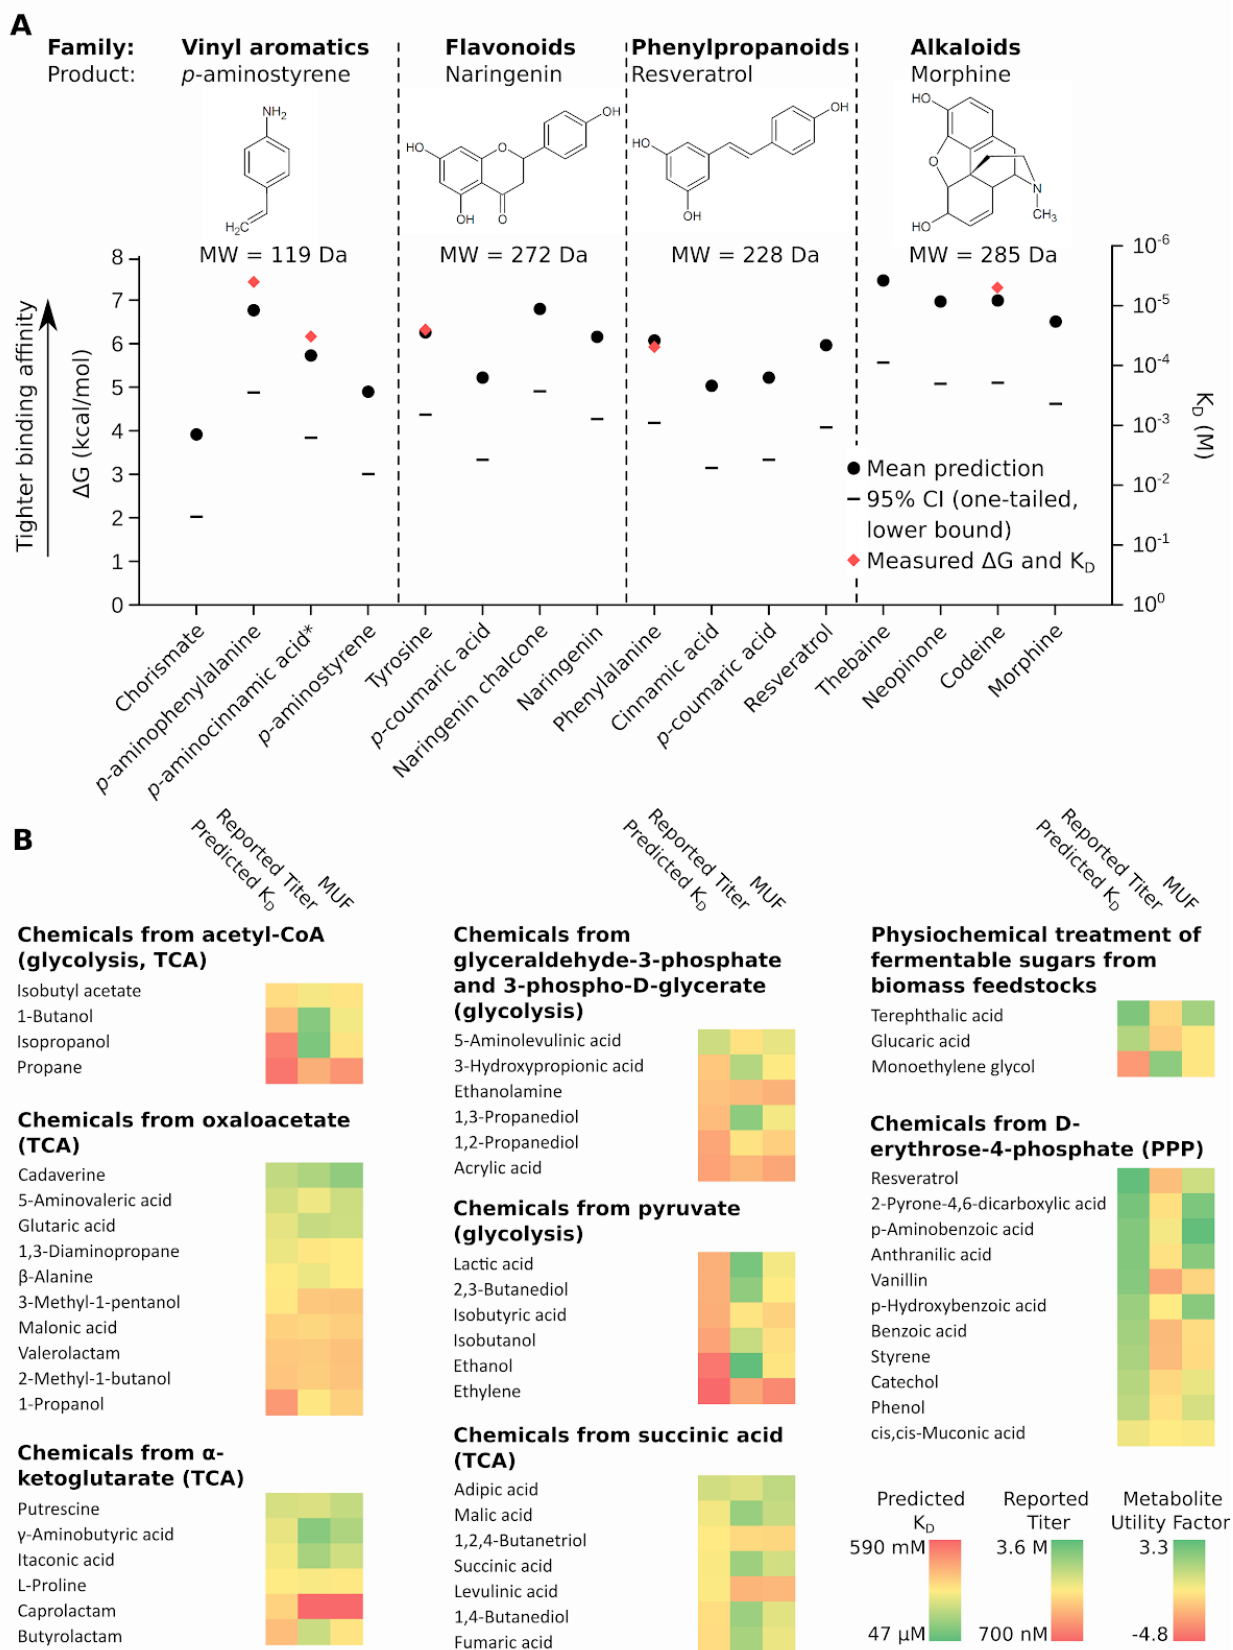 A
Family: Vinyl aromatics Flavonoids Phenylpropanoids Alkaloids
Product: p-aminostyrene Naringenin Resveratrol Morphine
NH2
H2C
HO
OH
O
OH
O
HO
OH
OH
HO
O
HO
N
CH3
MW = 119 Da MW = 272 Da MW = 228 Da MW = 285 Da
Tighter binding affinity
ΔG (kcal/mol)
8
7
6
5
4
3
2
1
0
10-6
10-5
10-4
10-3
10-2
10-1
100
KD (M)
Mean prediction
95% CI (one-tailed,
lower bound)
Measured ΔG and KD
Chorismate
p-aminophenylalanine
p-aminocinnamic acid*
p-aminostyrene
Tyrosine
p-coumaric acid
Naringenin chalcone
Naringenin
Phenylalanine
Cinnamic acid
p-coumaric acid
Resveratrol
Thebaine
Neopinone
Codeine
Morphine
B
Predicted KD
Reported Titer
MUF
Chemicals from acetyl-CoA
(glycolysis, TCA)
Isobutyl acetate
1-Butanol
Isopropanol
Propane
Chemicals from oxaloacetate
(TCA)
Cadaverine
5-Aminovaleric acid
Glutaric acid
1,3-Diaminopropane
β-Alanine
3-Methyl-1-pentanol
Malonic acid
Valerolactam
2-Methyl-1-butanol
1-Propanol
Chemicals from α-
ketoglutarate (TCA)
Putrescine
γ-Aminobutyric acid
Itaconic acid
L-Proline
Caprolactam
Butyrolactam
Predicted KD
Reported Titer
MUF
Chemicals from
glyceraldehyde-3-phosphate
and 3-phospho-D-glycerate
(glycolysis)
5-Aminolevulinic acid
3-Hydroxypropionic acid
Ethanolamine
1,3-Propanediol
1,2-Propanediol
Acrylic acid
Chemicals from pyruvate
(glycolysis)
Lactic acid
2,3-Butanediol
Isobutyric acid
Isobutanol
Ethanol
Ethylene
Chemicals from succinic acid
(TCA)
Adipic acid
Malic acid
1,2,4-Butanetriol
Succinic acid
Levulinic acid
1,4-Butanediol
Fumaric acid
Predicted KD
Reported Titer
MUF
Physiochemical treatment of
fermentable sugars from
biomass feedstocks
Terephthalic acid
Glucaric acid
Monoethylene glycol
Chemicals from D-
erythrose-4-phosphate (PPP)
Resveratrol
2-Pyrone-4,6-dicarboxylic acid
p-Aminobenzoic acid
Anthranilic acid
Vanillin
p-Hydroxybenzoic acid
Benzoic acid
Styrene
Catechol
Phenol
cis,cis-Muconic acid
Predicted
KD
590 mM
47 μM
Reported
Titer
3.6 M
700 nM
Metabolite
Utility Factor
3.3
-4.8